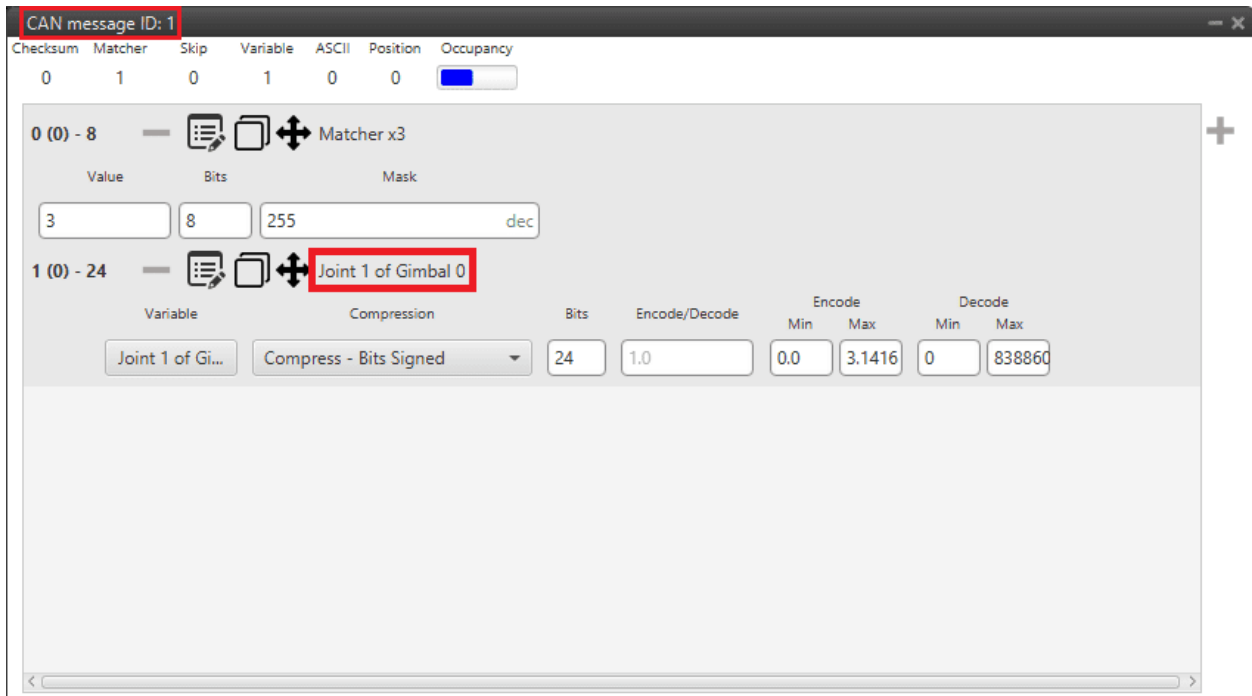 CAN message ID: 1
Checksum Matcher Skip Variable ASCII Position Occupancy
0 1 0 1 0 0
0 (0) - 8 Matcher x3
Value Bits Mask
3 8 255 dec
1 (0) - 24 Joint 1 of Gimbal 0
Variable Compression Bits Encode/Decode Encode Decode
Min Max Min Max
Joint 1 of Gi... Compress - Bits Signed 24 1.0 0.0 3.1416 0 838860